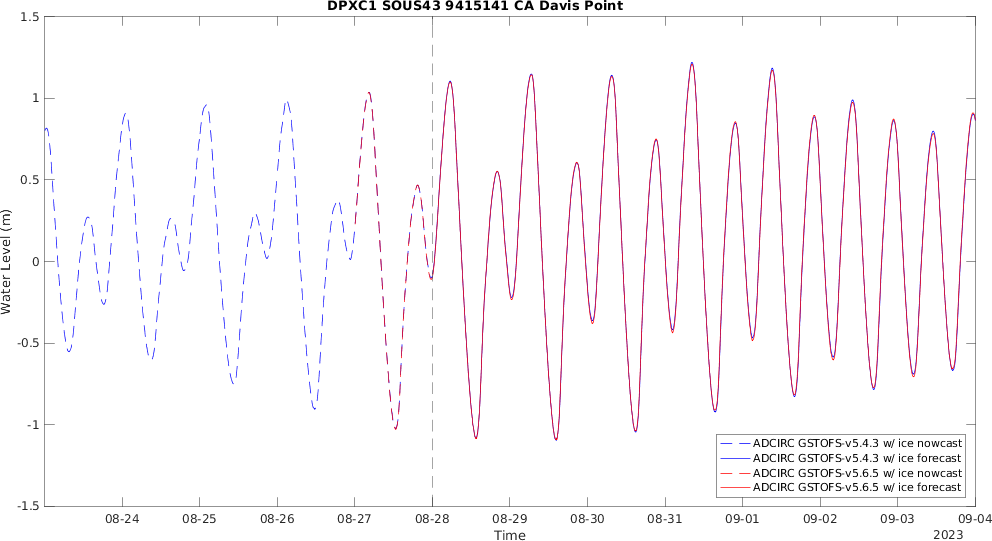 DPXC1 SOUS43 9415141 CA Davis Point
Water Level (m)
1.5
1
0.5
0
-0.5
-1
-1.5
ADCIRC GSTOFS-v5.4.3 w/ ice nowcast
ADCIRC GSTOFS-v5.4.3 w/ ice forecast
ADCIRC GSTOFS-v5.6.5 w/ ice nowcast
ADCIRC GSTOFS-v5.6.5 w/ ice forecast
08-24 08-25 08-26 08-27 08-28 08-29 08-30 08-31 09-01 09-02 09-03 09-04
Time
2023